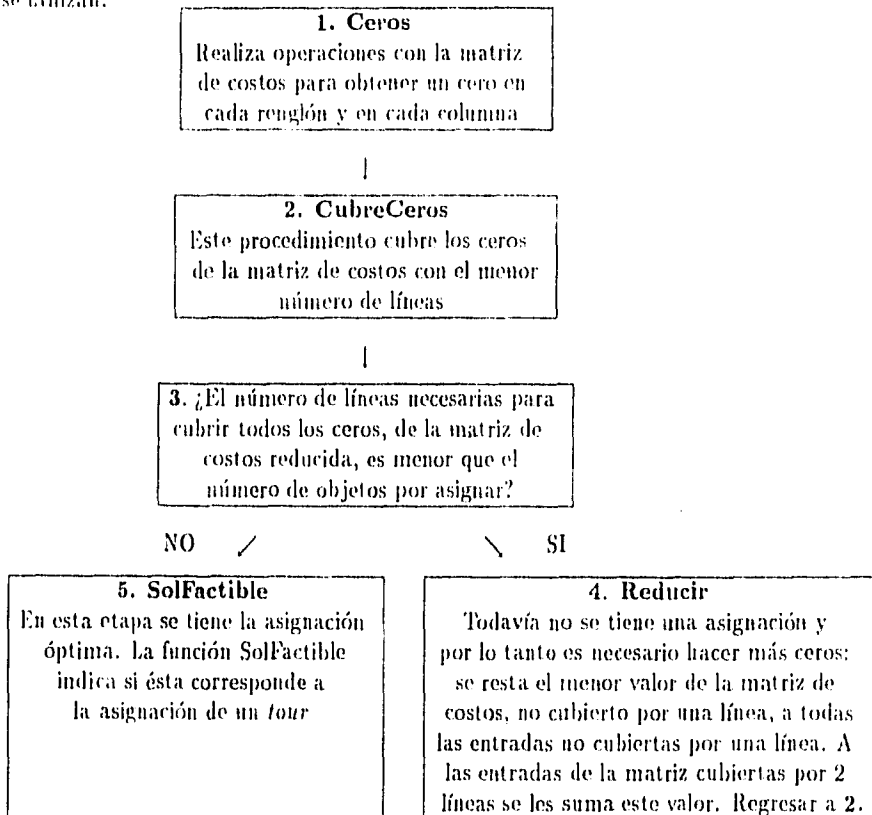 1. Ceros
Realiza operaciones con la matriz
de costos para obtener un cero en
cada renglón y en cada columna
2. CubreCeros
Este procedimiento cubre los ceros
de la matriz de costos con el menor
número de líneas
3. ¿El número de líneas necesarias para
cubrir todos los ceros, de la matriz de
costos reducida, es menor que el
número de objetos por asignar?
NO
SI
5. SolFactible
En esta etapa se tiene la asignación
óptima. La función SolFactible
indica si ésta corresponde a
la asignación de un tour
4. Reducir
Todavía no se tiene una asignación y
por lo tanto es necesario hacer más ceros:
se resta el menor valor de la matriz de
costos, no cubierto por una línea, a todas
las entradas no cubiertas por una línea. A
las entradas de la matriz cubiertas por 2
líneas se les suma este valor. Regresar a 2.